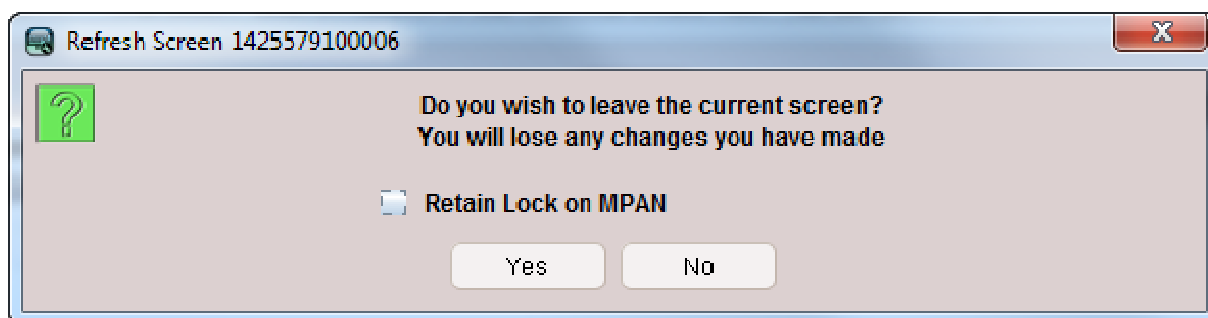 Refresh Screen 1425579100006
Do you wish to leave the current screen?
You will lose any changes you have made
Retain Lock on MPAN
Yes
No